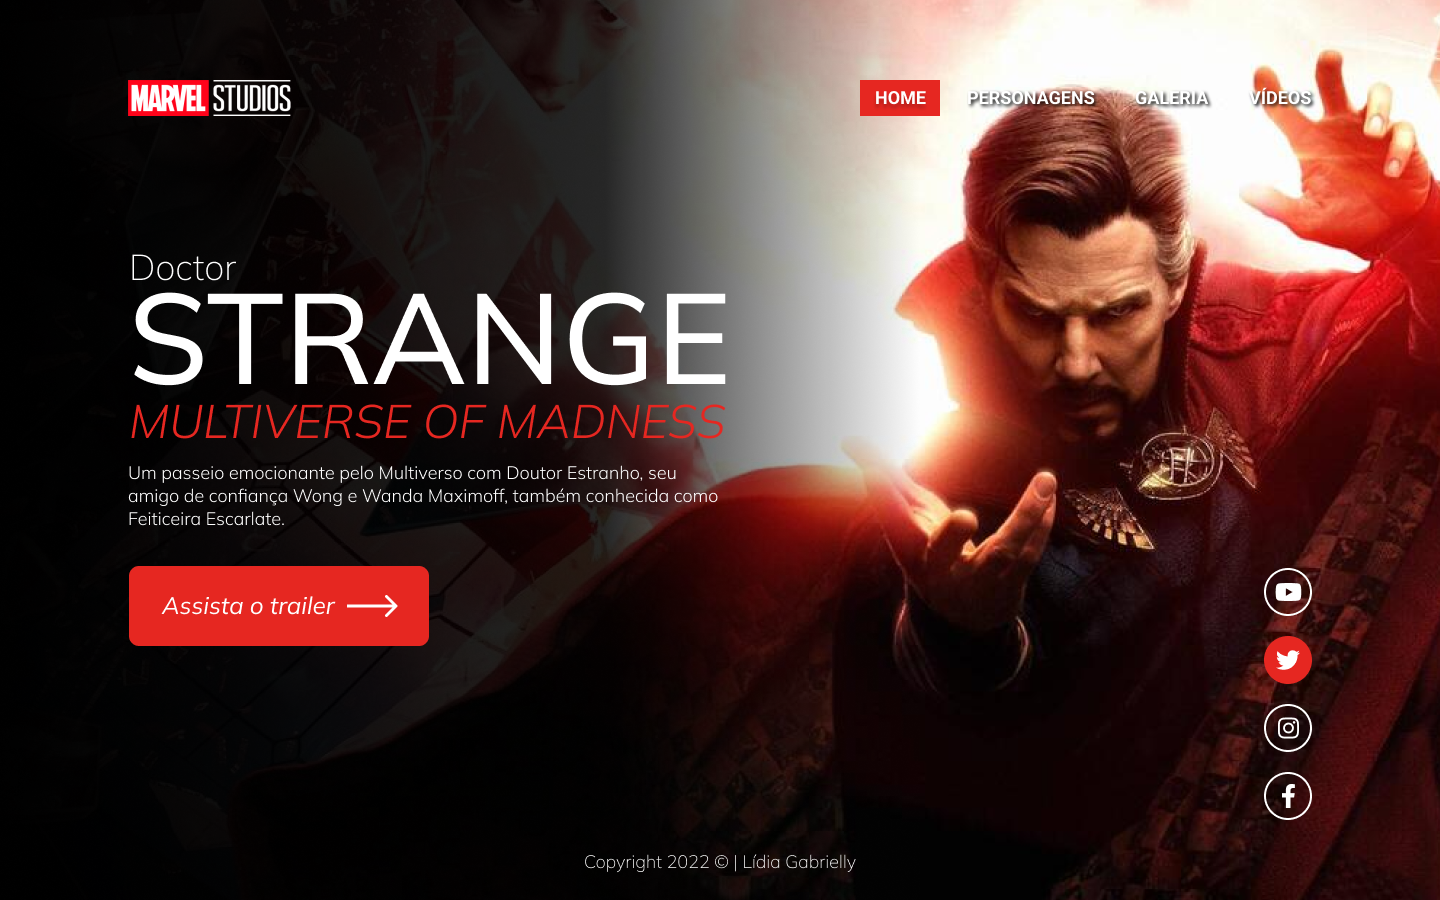 MARVEL STUDIOS
HOME PERSONAGENS GALERIA VÍDEOS
Doctor
STRANGE
MULTIVERSE OF MADNESS
Um passeio emocionante pelo Multiverso com Doutor Estranho, seu
amigo de confiança Wong e Wanda Maximoff, também conhecida como
Feiticeira Escarlate.
Assista o trailer
Copyright 2022 © | Lídia Gabrielly